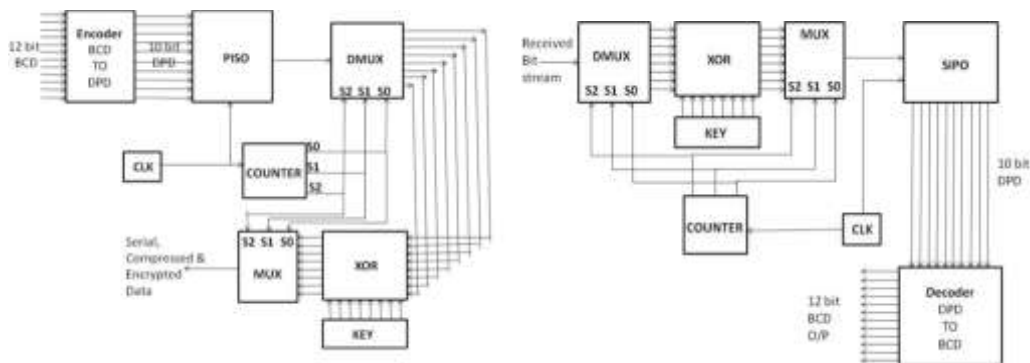 12 bit
BCD
Encoder
BCD
TO
DPD
10 bit
DPD
PISO
DMUX
S2 S1 S0
CLK
COUNTER
S0
S1
S2
Serial,
Compressed &
Encrypted
Data
S2 S1 S0
MUX
XOR
KEY
Received
Bit
stream
DMUX
S2 S1 S0
XOR
KEY
MUX
S2 S1 S0
SIPO
COUNTER
CLK
10 bit
DPD
12 bit
BCD
O/P
Decoder
DPD
TO
BCD